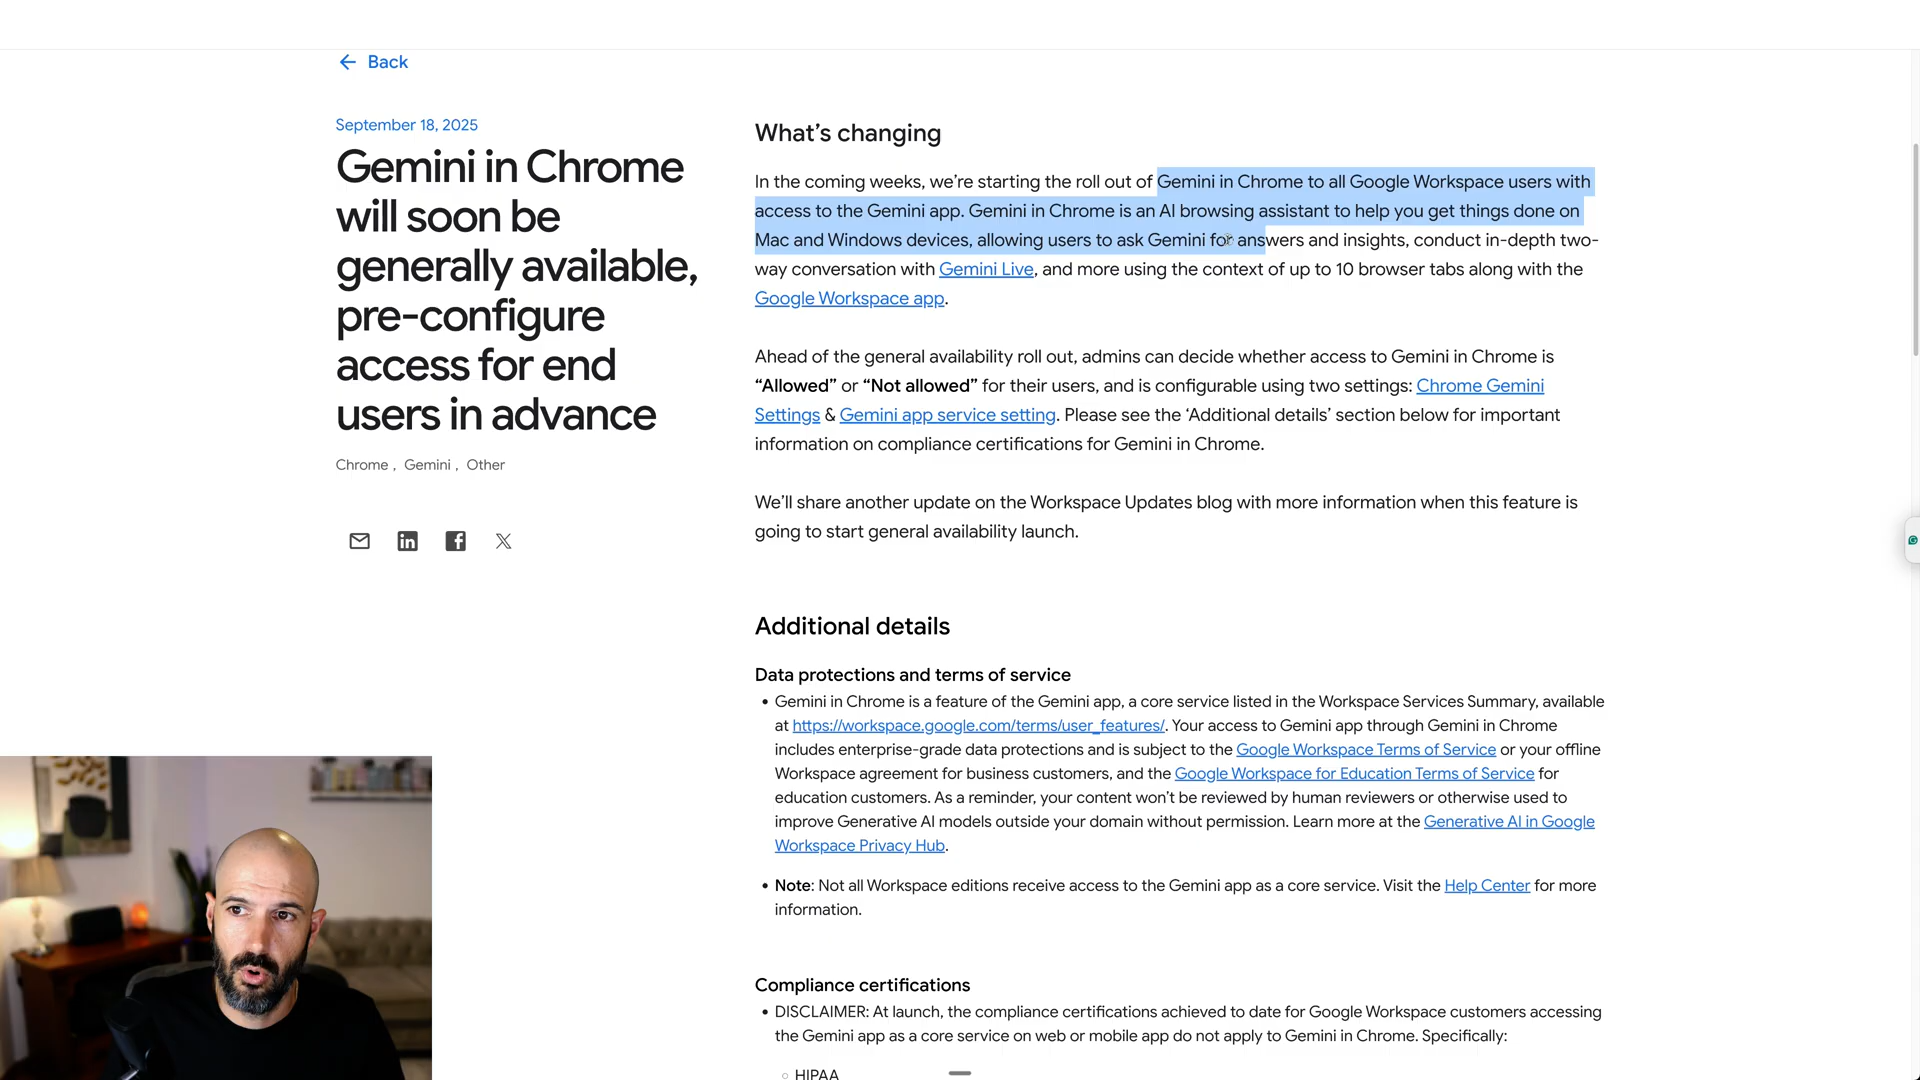 Back
September 18, 2025
Gemini in Chrome
will soon be
generally available,
pre-configure
access for end
users in advance
Chrome , Gemini , Other
What’s changing
In the coming weeks, we’re starting the roll out of Gemini in Chrome to all Google Workspace users with
access to the Gemini app. Gemini in Chrome is an AI browsing assistant to help you get things done on
Mac and Windows devices, allowing users to ask Gemini for answers and insights, conduct in-depth two-
way conversation with Gemini Live, and more using the context of up to 10 browser tabs along with the
Google Workspace app.
Ahead of the general availability roll out, admins can decide whether access to Gemini in Chrome is
“Allowed” or “Not allowed” for their users, and is configurable using two settings: Chrome Gemini
Settings & Gemini app service setting. Please see the ‘Additional details’ section below for important
information on compliance certifications for Gemini in Chrome.
We’ll share another update on the Workspace Updates blog with more information when this feature is
going to start general availability launch.
Additional details
Data protections and terms of service
• Gemini in Chrome is a feature of the Gemini app, a core service listed in the Workspace Services Summary, available
at https://workspace.google.com/terms/user_features/. Your access to Gemini app through Gemini in Chrome
includes enterprise-grade data protections and is subject to the Google Workspace Terms of Service or your offline
Workspace agreement for business customers, and the Google Workspace for Education Terms of Service for
education customers. As a reminder, your content won’t be reviewed by human reviewers or otherwise used to
improve Generative AI models outside your domain without permission. Learn more at the Generative AI in Google
Workspace Privacy Hub.
• Note: Not all Workspace editions receive access to the Gemini app as a core service. Visit the Help Center for more
information.
Compliance certifications
• DISCLAIMER: At launch, the compliance certifications achieved to date for Google Workspace customers accessing
the Gemini app as a core service on web or mobile app do not apply to Gemini in Chrome. Specifically:
○ HIPAA